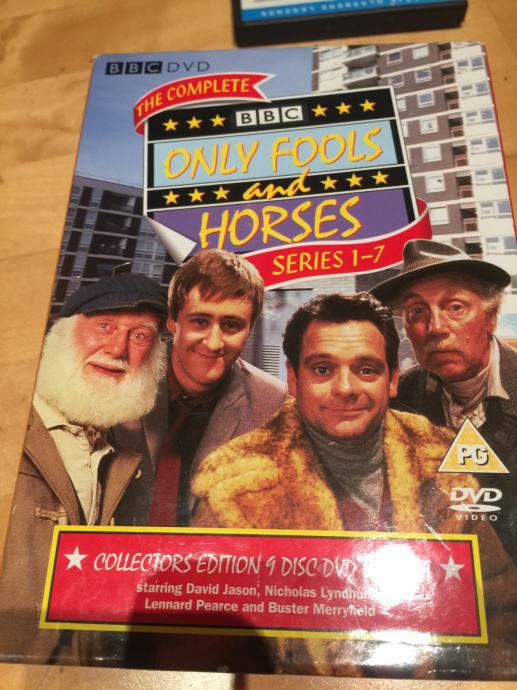 BBC DVD
THE COMPLETE
BBC
ONLY FOOLS
and
HORSES
SERIES 1-7
PG
DVD
VIDEO
COLLECTORS EDITION 9 DISC DVD
starring David Jason, Nicholas
Lennard Pearce and Buster Merryfield